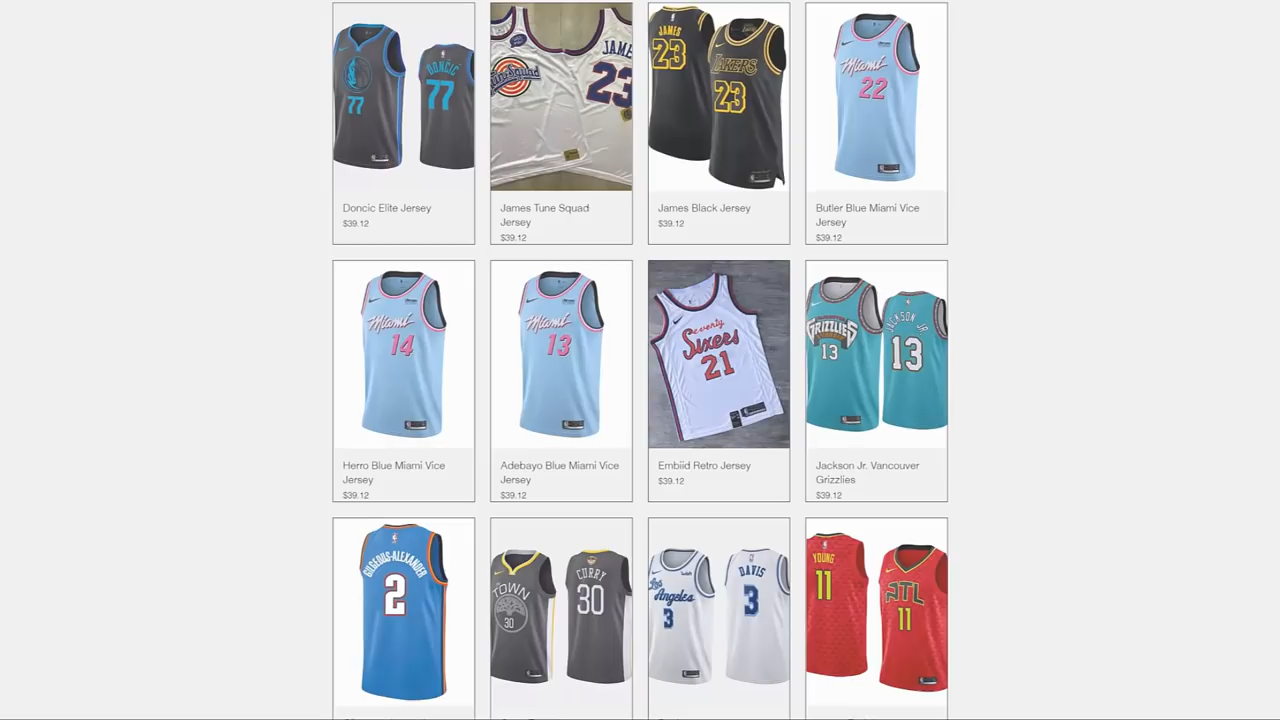 DONCIC
77
77
TuneSquad
JAME
23
JAMES
23
LAKERS
23
Miami
22
Doncic Elite Jersey
$39.12
James Tune Squad
Jersey
$39.12
James Black Jersey
$39.12
Butler Blue Miami Vice
Jersey
$39.12
Miami
14
Miami
13
Seventy
Sixers
21
GRIZZLIES
13
JACKSON JR.
13
Herro Blue Miami Vice
Jersey
$39.12
Adebayo Blue Miami Vice
Jersey
$39.12
Embiid Retro Jersey
$39.12
Jackson Jr. Vancouver
Grizzlies
$39.12
GILGEOUS-ALEXANDER
2
TOWN
30
CURRY
30
Los
Angeles
3
DAVIS
3
YOUNG
11
ATL
11